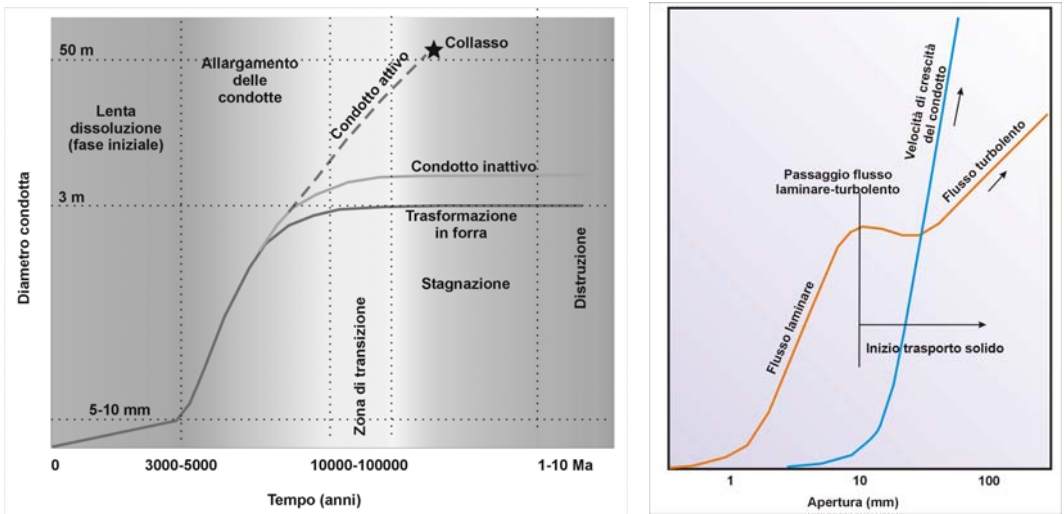 50 m
Collasso
Allargamento
delle
condotte
Condotto attivo
Lenta
dissoluzione
(fase iniziale)
Condotto inattivo
3 m
Trasformazione
in forra
Stagnazione
Distruzione
Zona di transizione
5-10 mm
Diametro condotta
0
3000-5000
10000-100000
1-10 Ma
Tempo (anni)
Velocità di crescità
del condotto
Flusso turbolento
Passaggio flusso
laminare-turbolento
Flusso laminare
Inizio trasporto solido
1
10
100
Apertura (mm)